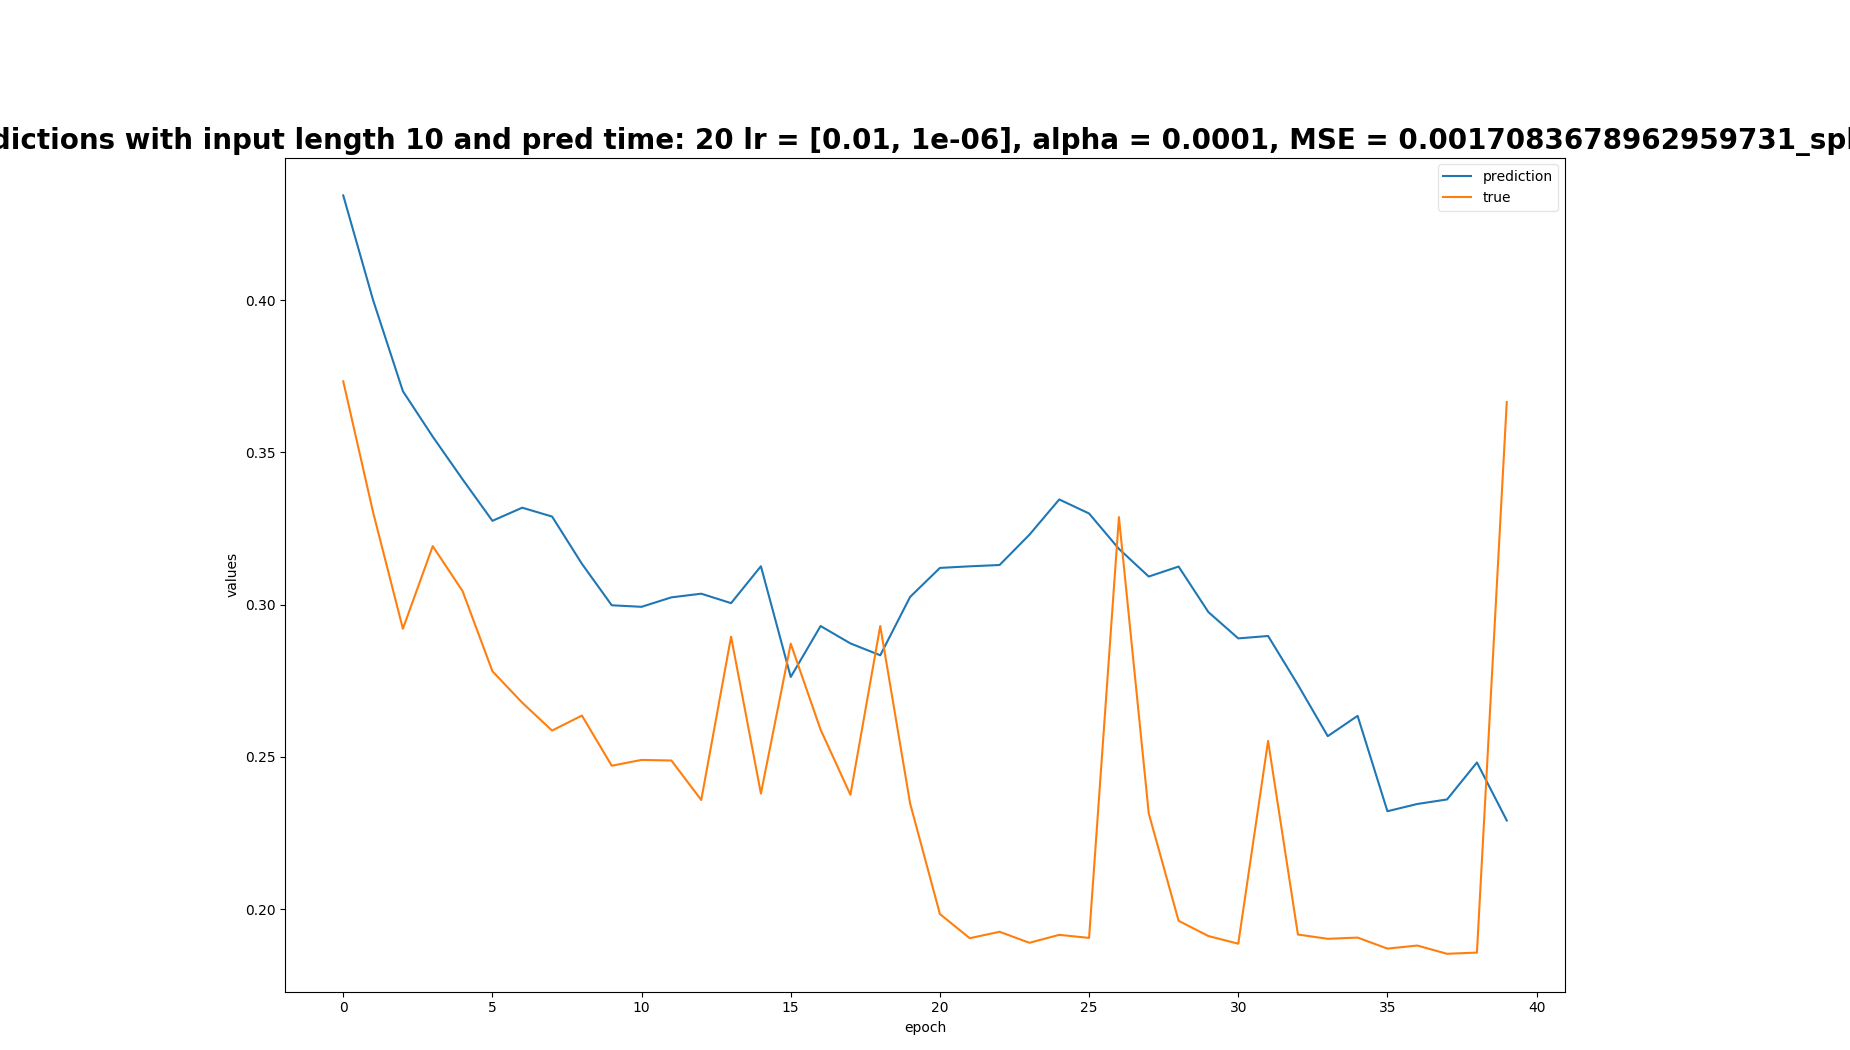 dictions with input length 10 and pred time: 20 lr = [0.01, 1e-06], alpha = 0.0001, MSE = 0.0017083678962959731_spl
prediction
true
0.40
0.35
0.30
0.25
0.20
values
0 5 10 15 20 25 30 35 40
epoch